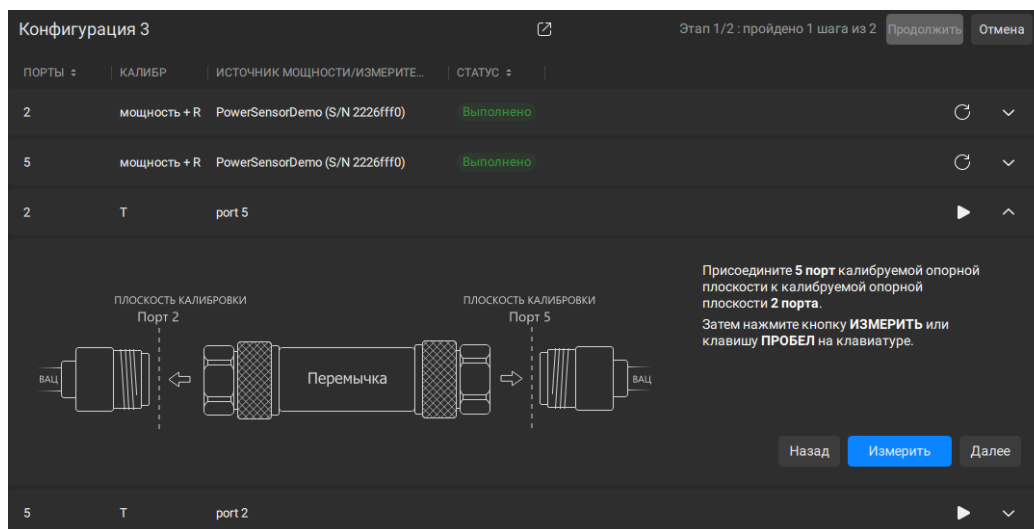 Конфигурация 3
Этап 1/2 : пройдено 1 шага из 2 Продолжить Отмена
ПОРТЫ КАЛИБР ИСТОЧНИК МОЩНОСТИ/ИЗМЕРИТЕ... СТАТУС
2 мощность + R PowerSensorDemo (S/N 2226fff0) Выполнено
5 мощность + R PowerSensorDemo (S/N 2226fff0) Выполнено
2 T port 5
Присоедините 5 порт калибруемой опорной
плоскости к калибруемой опорной
плоскости 2 порта.
Затем нажмите кнопку ИЗМЕРИТЬ или
клавишу ПРОБЕЛ на клавиатуре.
ПЛОСКОСТЬ КАЛИБРОВКИ
Порт 2
ПЛОСКОСТЬ КАЛИБРОВКИ
Порт 5
ВАЦ
Перемычка
ВАЦ
Назад Измерить Далее
5 T port 2